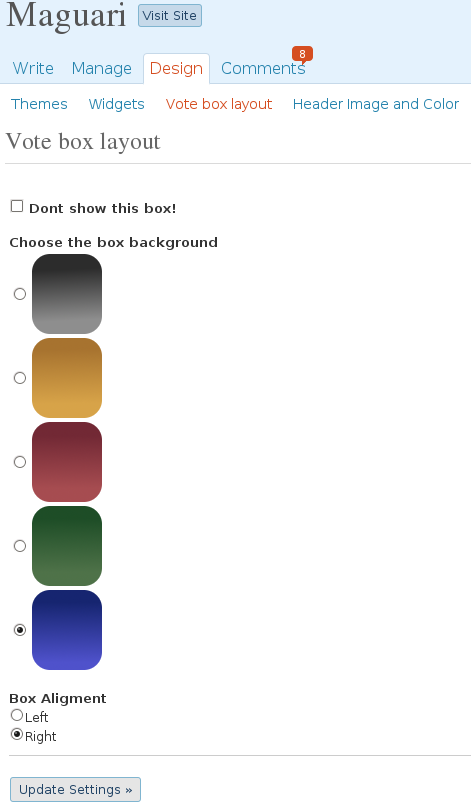 Maguari Visit Site
8
Write Manage Design Comments
Themes Widgets Vote box layout Header Image and Color
Vote box layout
Dont show this box!
Choose the box background
Box Aligment
Left
Right
Update Settings »